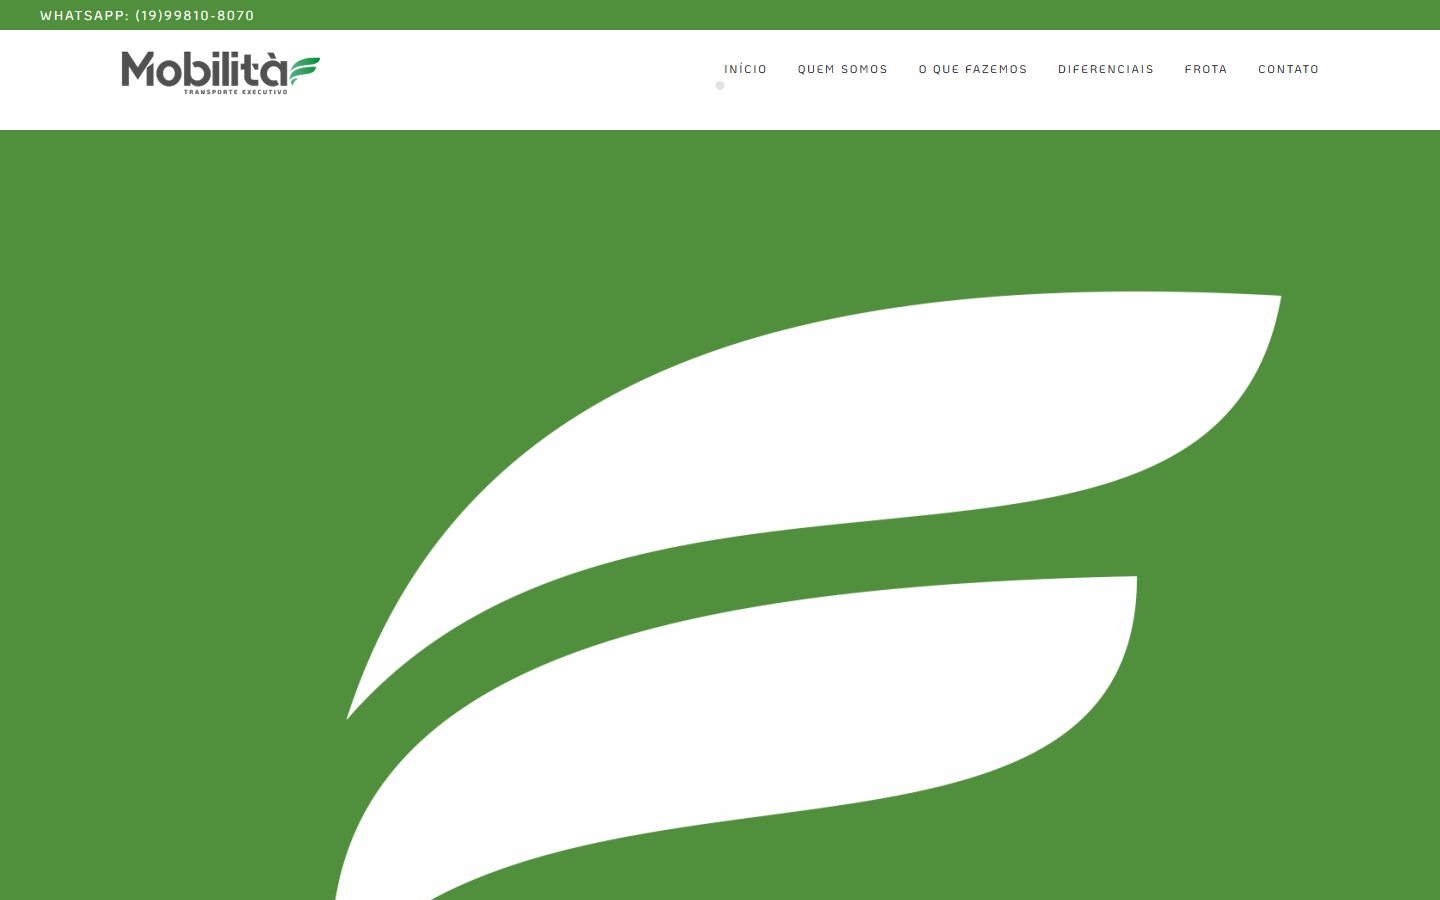 WHATSAPP: (19)99810-8070
Mobilità
TRANSPORTE EXECUTIVO
INÍCIO QUEM SOMOS O QUE FAZEMOS DIFERENCIAIS FROTA CONTATO